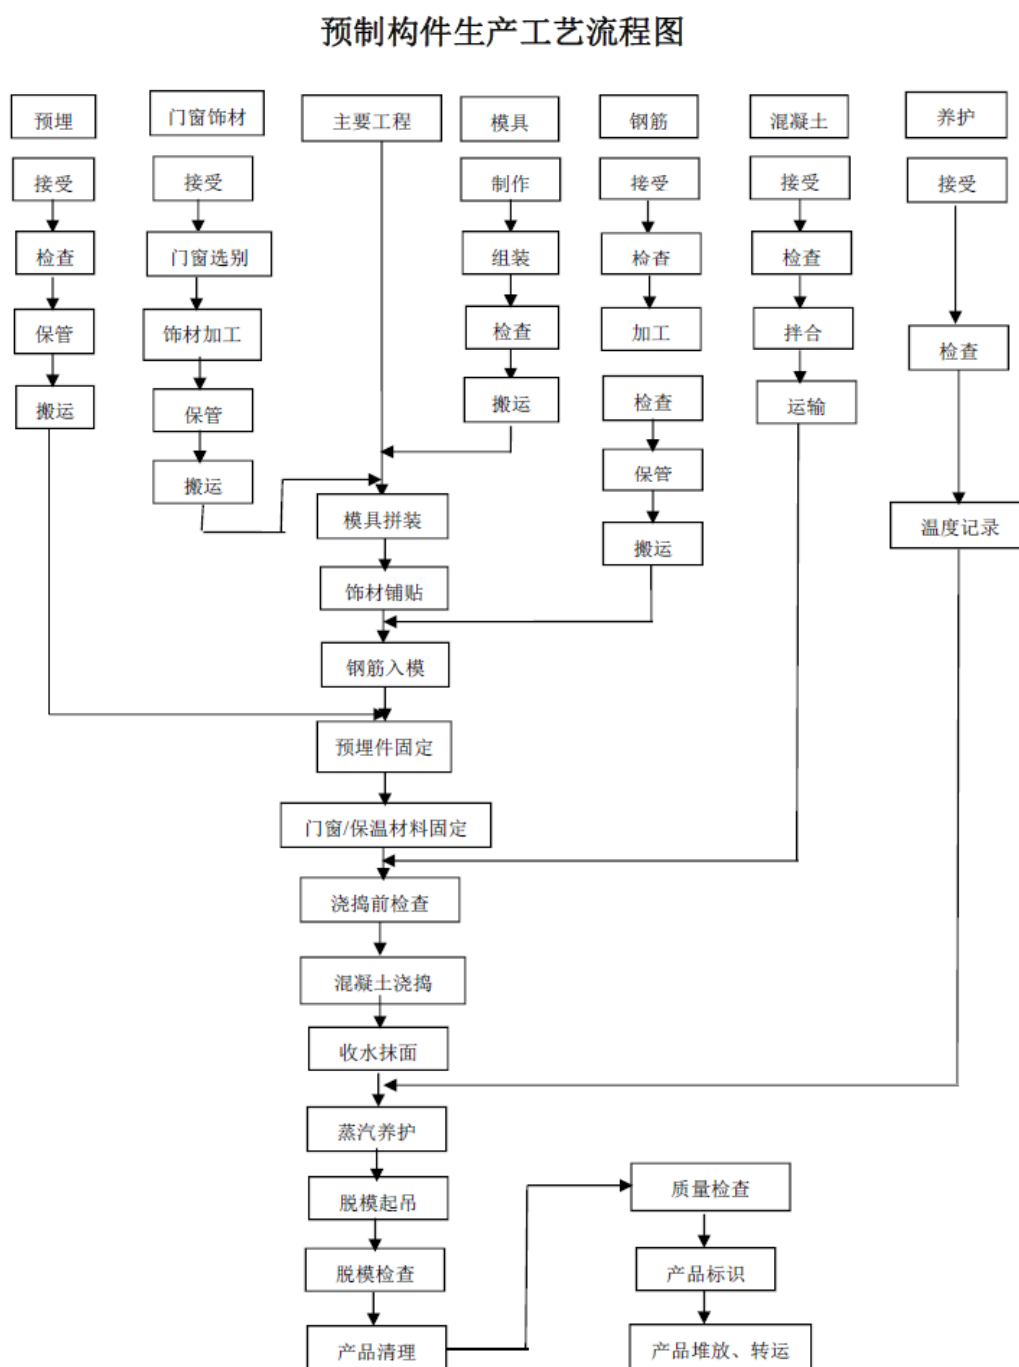 预制构件生产工艺流程图
预埋
门窗饰材
主要工程
模具
钢筋
混凝土
养护
接受
接受
制作
接受
接受
接受
检查
门窗选别
组装
检查
检查
保管
饰材加工
检查
加工
拌合
检查
搬运
保管
搬运
检查
运输
搬运
保管
模具拼装
搬运
温度记录
饰材铺贴
钢筋入模
预埋件固定
门窗/保温材料固定
浇捣前检查
混凝土浇捣
收水抹面
蒸汽养护
脱模起吊
质量检查
脱模检查
产品标识
产品清理
产品堆放、转运